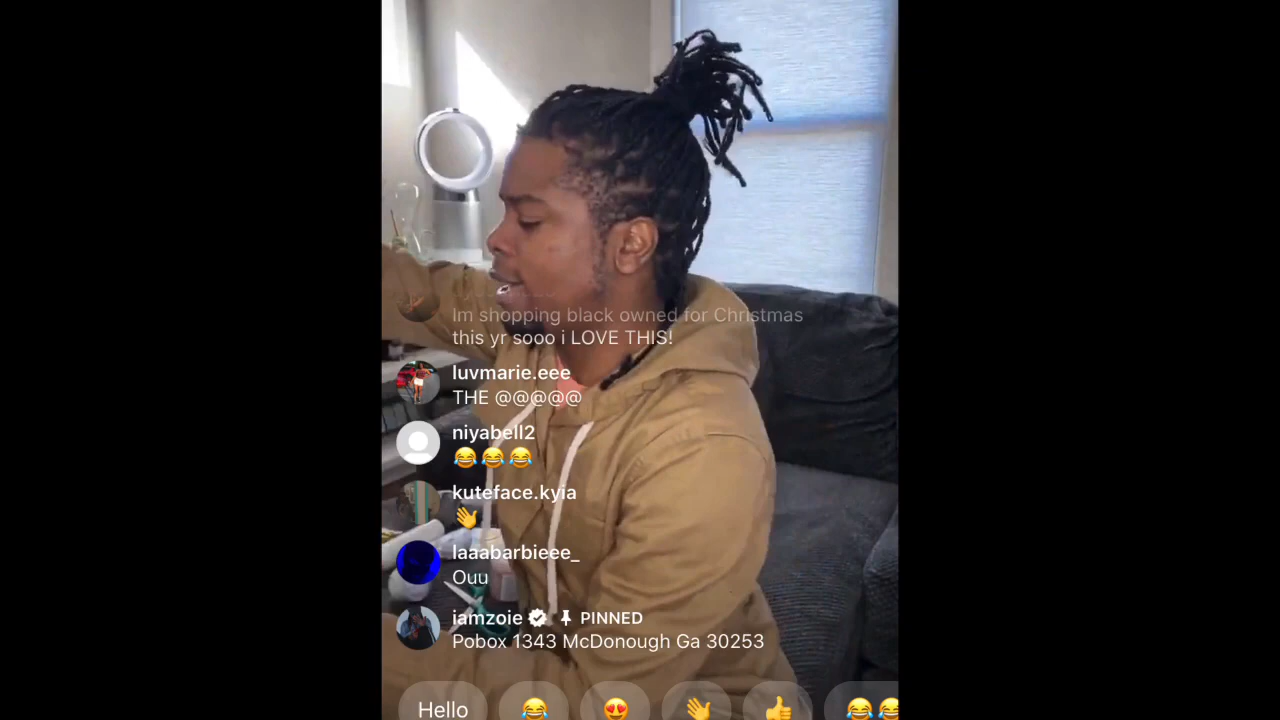 Im shopping black owned for Christmas
this yr sooo i LOVE THIS!
luvmarie.eee
THE @@@@@
niyabell2
😂😂😂
kuteface.kyia
👋
laaabarbieee_
Ouu
iamzoie PINNED
Pobox 1343 McDonough Ga 30253
Hello 😂 😍 👋 👍 😂😂